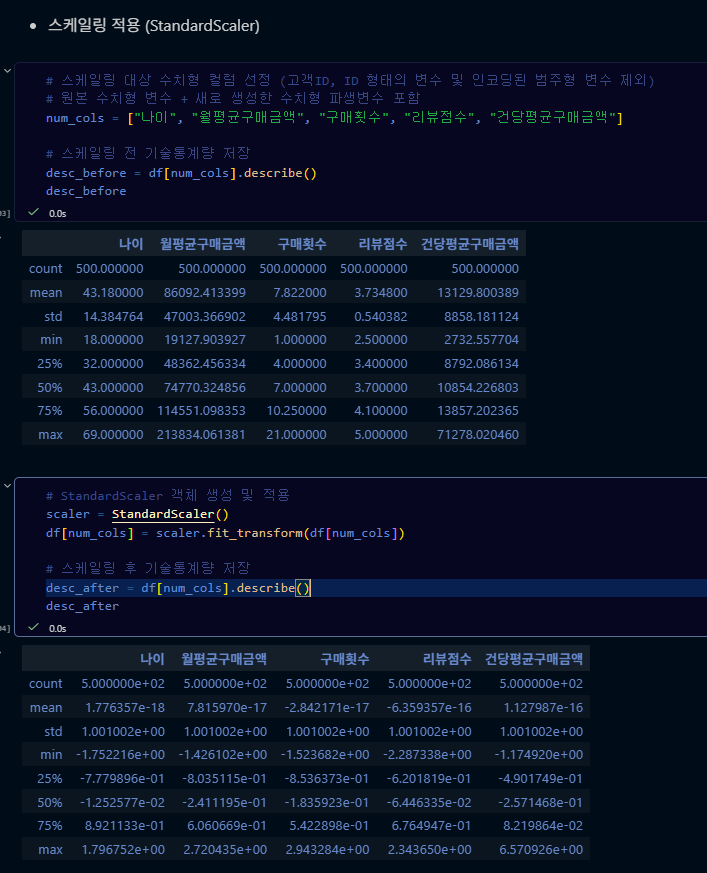 • 스케일링 적용 (StandardScaler)
# 스케일링 대상 수치형 컬럼 선정 (고객ID, ID 형태의 변수 및 인코딩된 범주형 변수 제외)
# 원본 수치형 변수 + 새로 생성한 수치형 파생변수 포함
num_cols = ["나이", "월평균구매금액", "구매횟수", "리뷰점수", "건당평균구매금액"]
# 스케일링 전 기술통계량 저장
desc_before = df[num_cols].describe()
desc_before
3] ✓ 0.0s
나이 월평균구매금액 구매횟수 리뷰점수 건당평균구매금액
count 500.000000 500.000000 500.000000 500.000000 500.000000
mean 43.180000 86092.413399 7.822000 3.734800 13129.800389
std 14.384764 47003.366902 4.481795 0.540382 8858.181124
min 18.000000 19127.903927 1.000000 2.500000 2732.557704
25% 32.000000 48362.456334 4.000000 3.400000 8792.086134
50% 43.000000 74770.324856 7.000000 3.700000 10854.226803
75% 56.000000 114551.098353 10.250000 4.100000 13857.202365
max 69.000000 213834.061381 21.000000 5.000000 71278.020460
# StandardScaler 객체 생성 및 적용
scaler = StandardScaler()
df[num_cols] = scaler.fit_transform(df[num_cols])
# 스케일링 후 기술통계량 저장
desc_after = df[num_cols].describe()
desc_after
4] ✓ 0.0s
나이 월평균구매금액 구매횟수 리뷰점수 건당평균구매금액
count 5.000000e+02 5.000000e+02 5.000000e+02 5.000000e+02 5.000000e+02
mean 1.776357e-18 7.815970e-17 -2.842171e-17 -6.359357e-16 1.127987e-16
std 1.001002e+00 1.001002e+00 1.001002e+00 1.001002e+00 1.001002e+00
min -1.752216e+00 -1.426102e+00 -1.523682e+00 -2.287338e+00 -1.174920e+00
25% -7.779896e-01 -8.035115e-01 -8.536373e-01 -6.201819e-01 -4.901749e-01
50% -1.252577e-02 -2.411195e-01 -1.835923e-01 -6.446335e-02 -2.571468e-01
75% 8.921133e-01 6.060669e-01 5.422898e-01 6.764947e-01 8.219864e-02
max 1.796752e+00 2.720435e+00 2.943284e+00 2.343650e+00 6.570926e+00